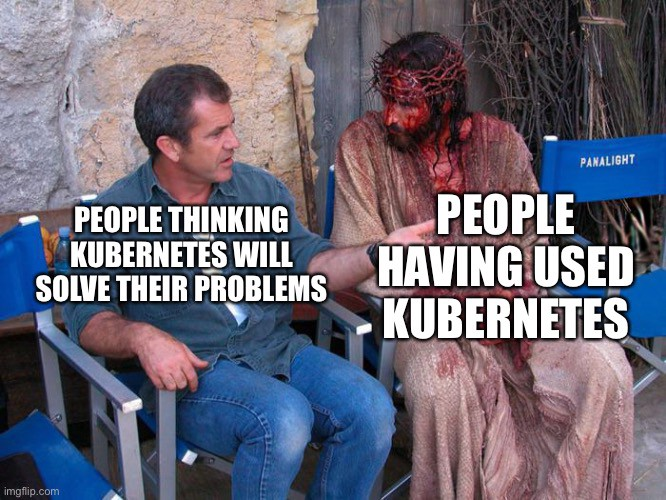 PANALIGHT
PEOPLE THINKING
KUBERNETES WILL
SOLVE THEIR PROBLEMS
PEOPLE
HAVING USED
KUBERNETES
imgflip.com